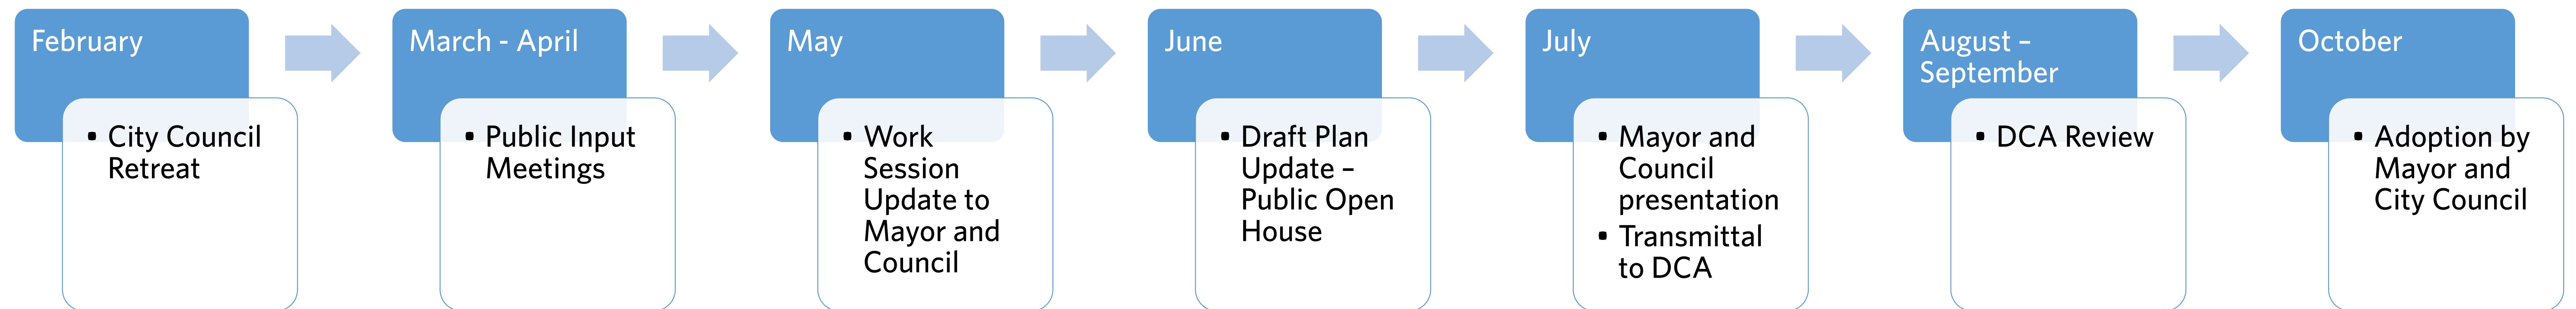 February
• City Council
Retreat
March - April
• Public Input
Meetings
May
• Work
Session
Update to
Mayor and
Council
June
• Draft Plan
Update –
Public Open
House
July
• Mayor and
Council
presentation
• Transmittal
to DCA
August –
September
• DCA Review
October
• Adoption by
Mayor and
City Council